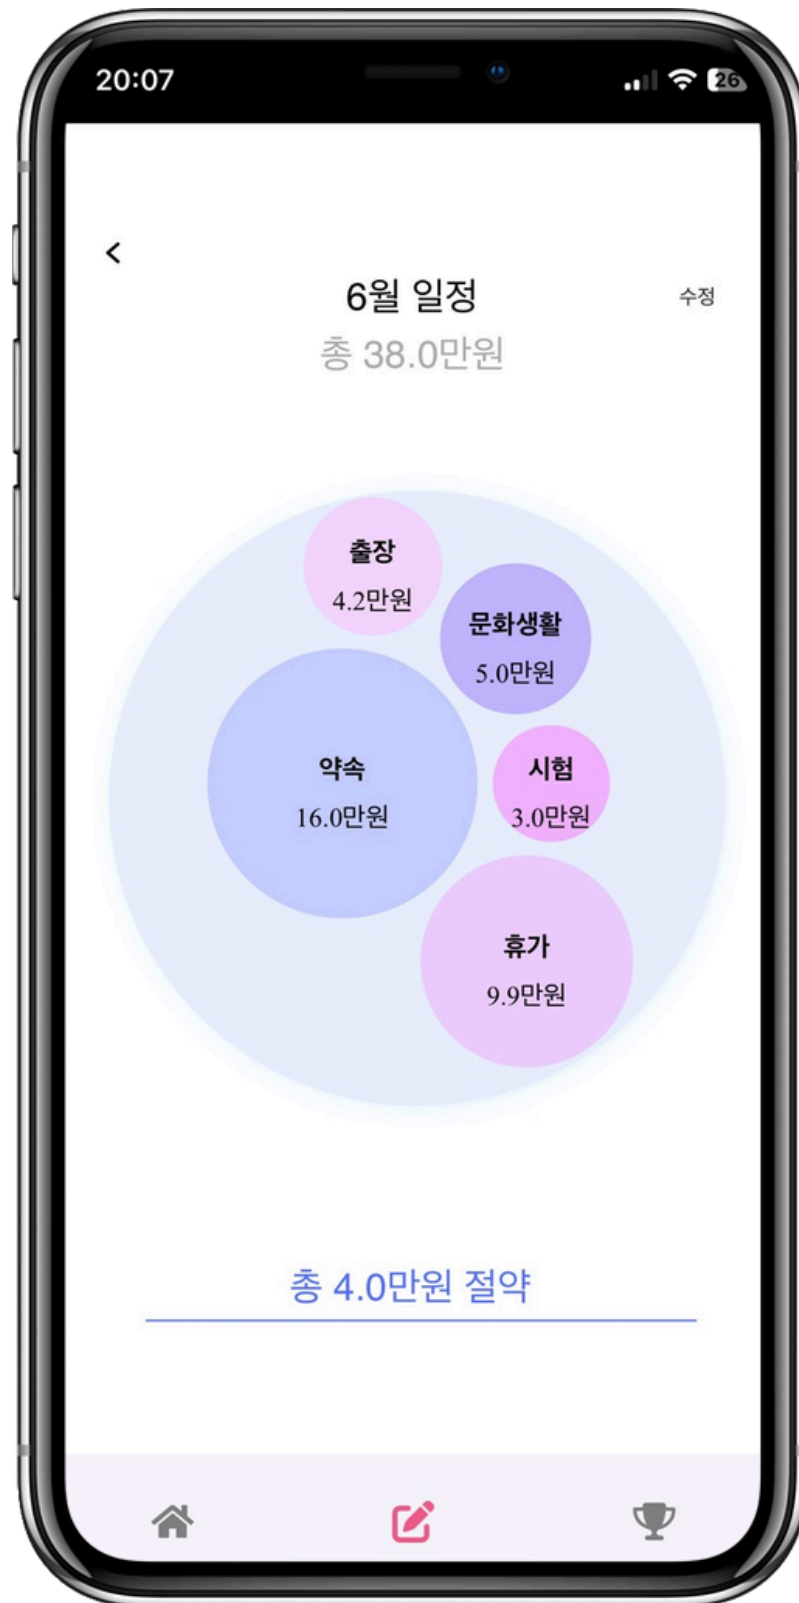 20:07
26
6월 일정
수정
총 38.0만원
출장
4.2만원
문화생활
5.0만원
약속
16.0만원
시험
3.0만원
휴가
9.9만원
총 4.0만원 절약